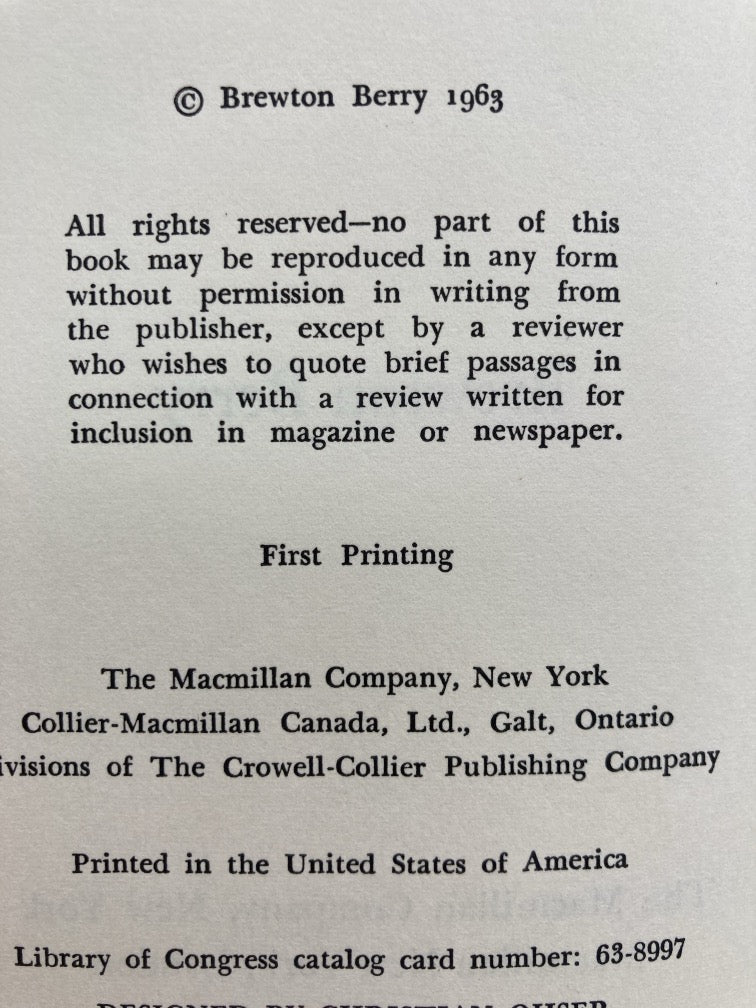 © Brewton Berry 1963
All rights reserved—no part of this
book may be reproduced in any form
without permission in writing from
the publisher, except by a reviewer
who wishes to quote brief passages in
connection with a review written for
inclusion in magazine or newspaper.
First Printing
The Macmillan Company, New York
Collier-Macmillan Canada, Ltd., Galt, Ontario
ivisions of The Crowell-Collier Publishing Company
Printed in the United States of America
Library of Congress catalog card number: 63-8997
DESIGNED BY CHRISTIAN